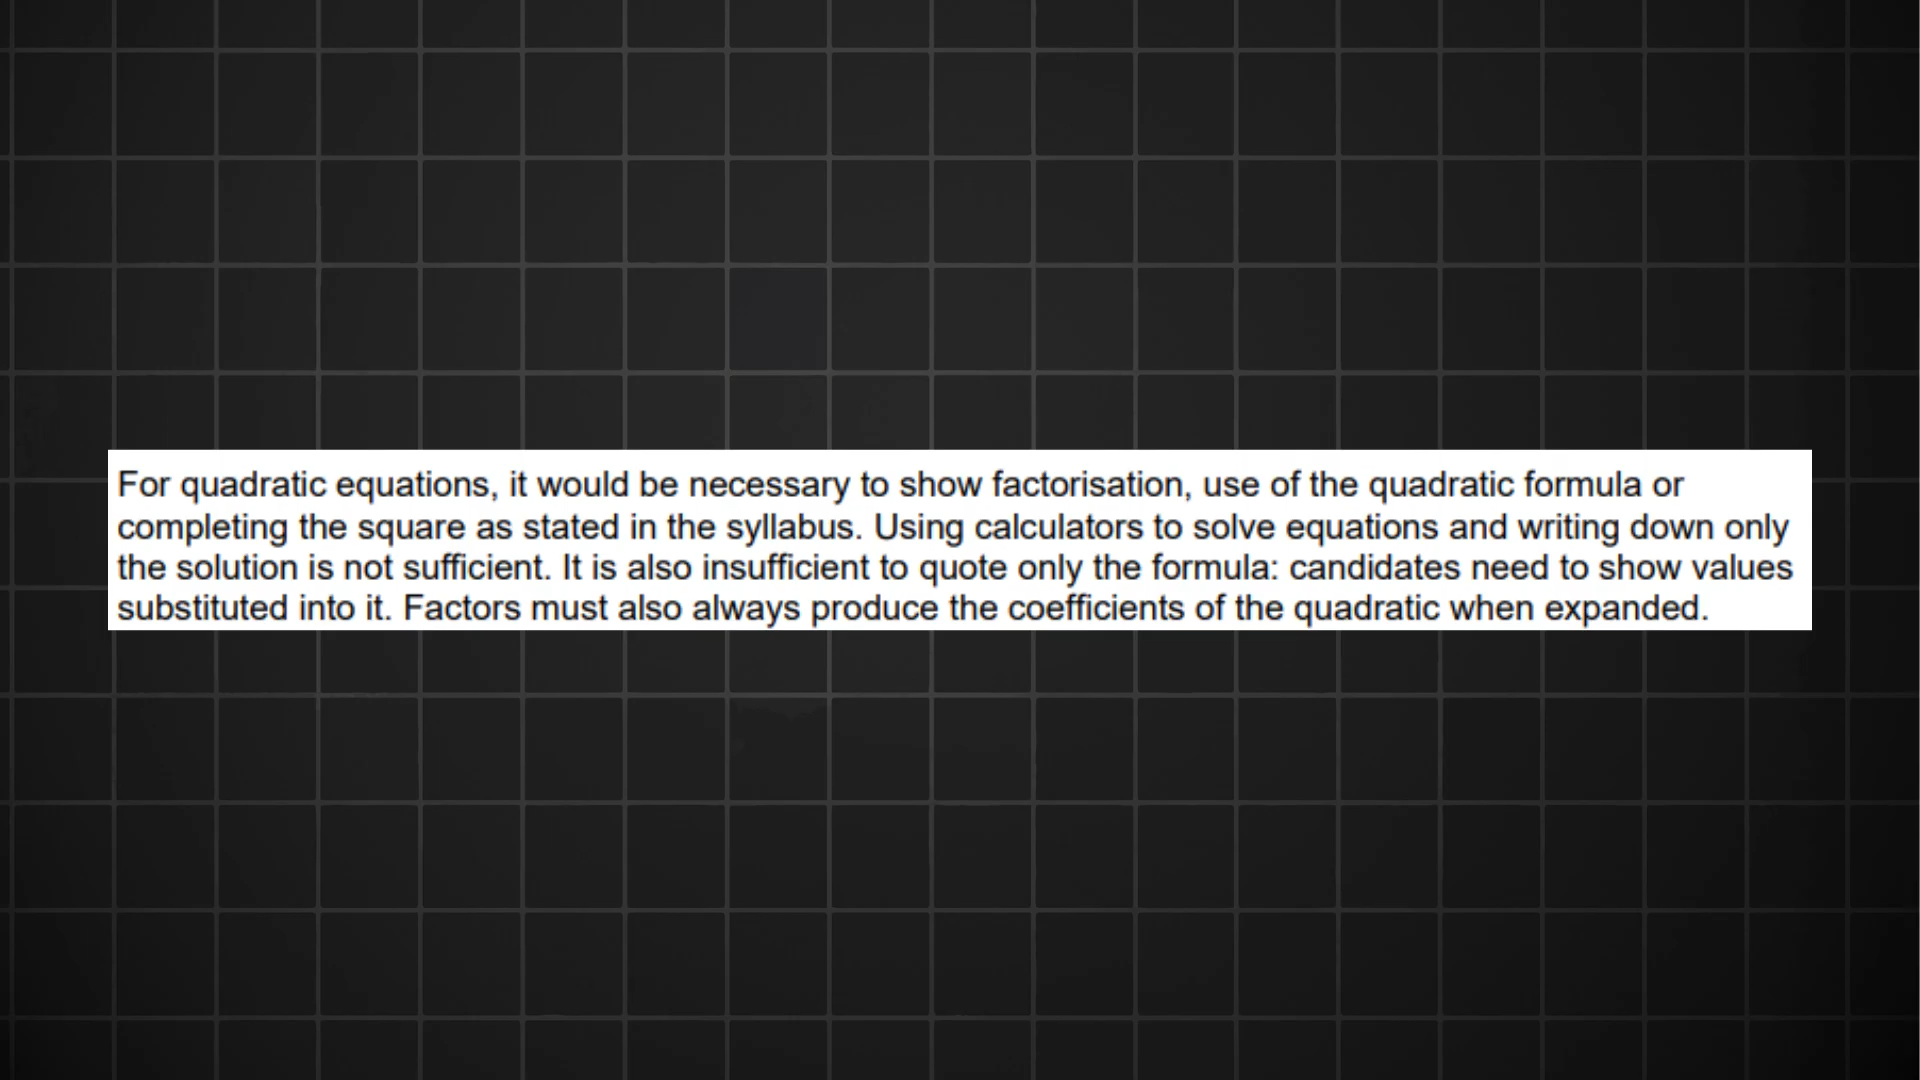 For quadratic equations, it would be necessary to show factorisation, use of the quadratic formula or
completing the square as stated in the syllabus. Using calculators to solve equations and writing down only
the solution is not sufficient. It is also insufficient to quote only the formula: candidates need to show values
substituted into it. Factors must also always produce the coefficients of the quadratic when expanded.